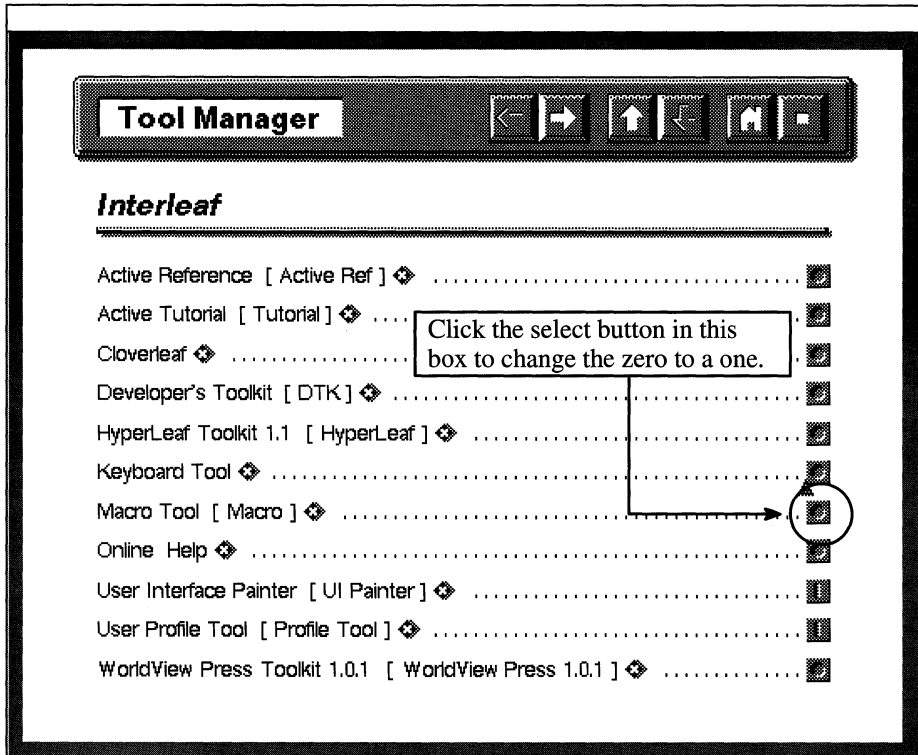 Tool Manager
Interleaf
Active Reference [ Active Ref ] ....................
Active Tutorial [ Tutorial ] ....................
Click the select button in this
box to change the zero to a one.
Cloverleaf ....................
Developer's Toolkit [ DTK ] ....................
HyperLeaf Toolkit 1.1 [ HyperLeaf ] ....................
Keyboard Tool ....................
Macro Tool [ Macro ] ....................
Online Help ....................
User Interface Painter [ UI Painter ] .................... 1
User Profile Tool [ Profile Tool ] .................... 1
WorldView Press Toolkit 1.0.1 [ WorldView Press 1.0.1 ] ..............